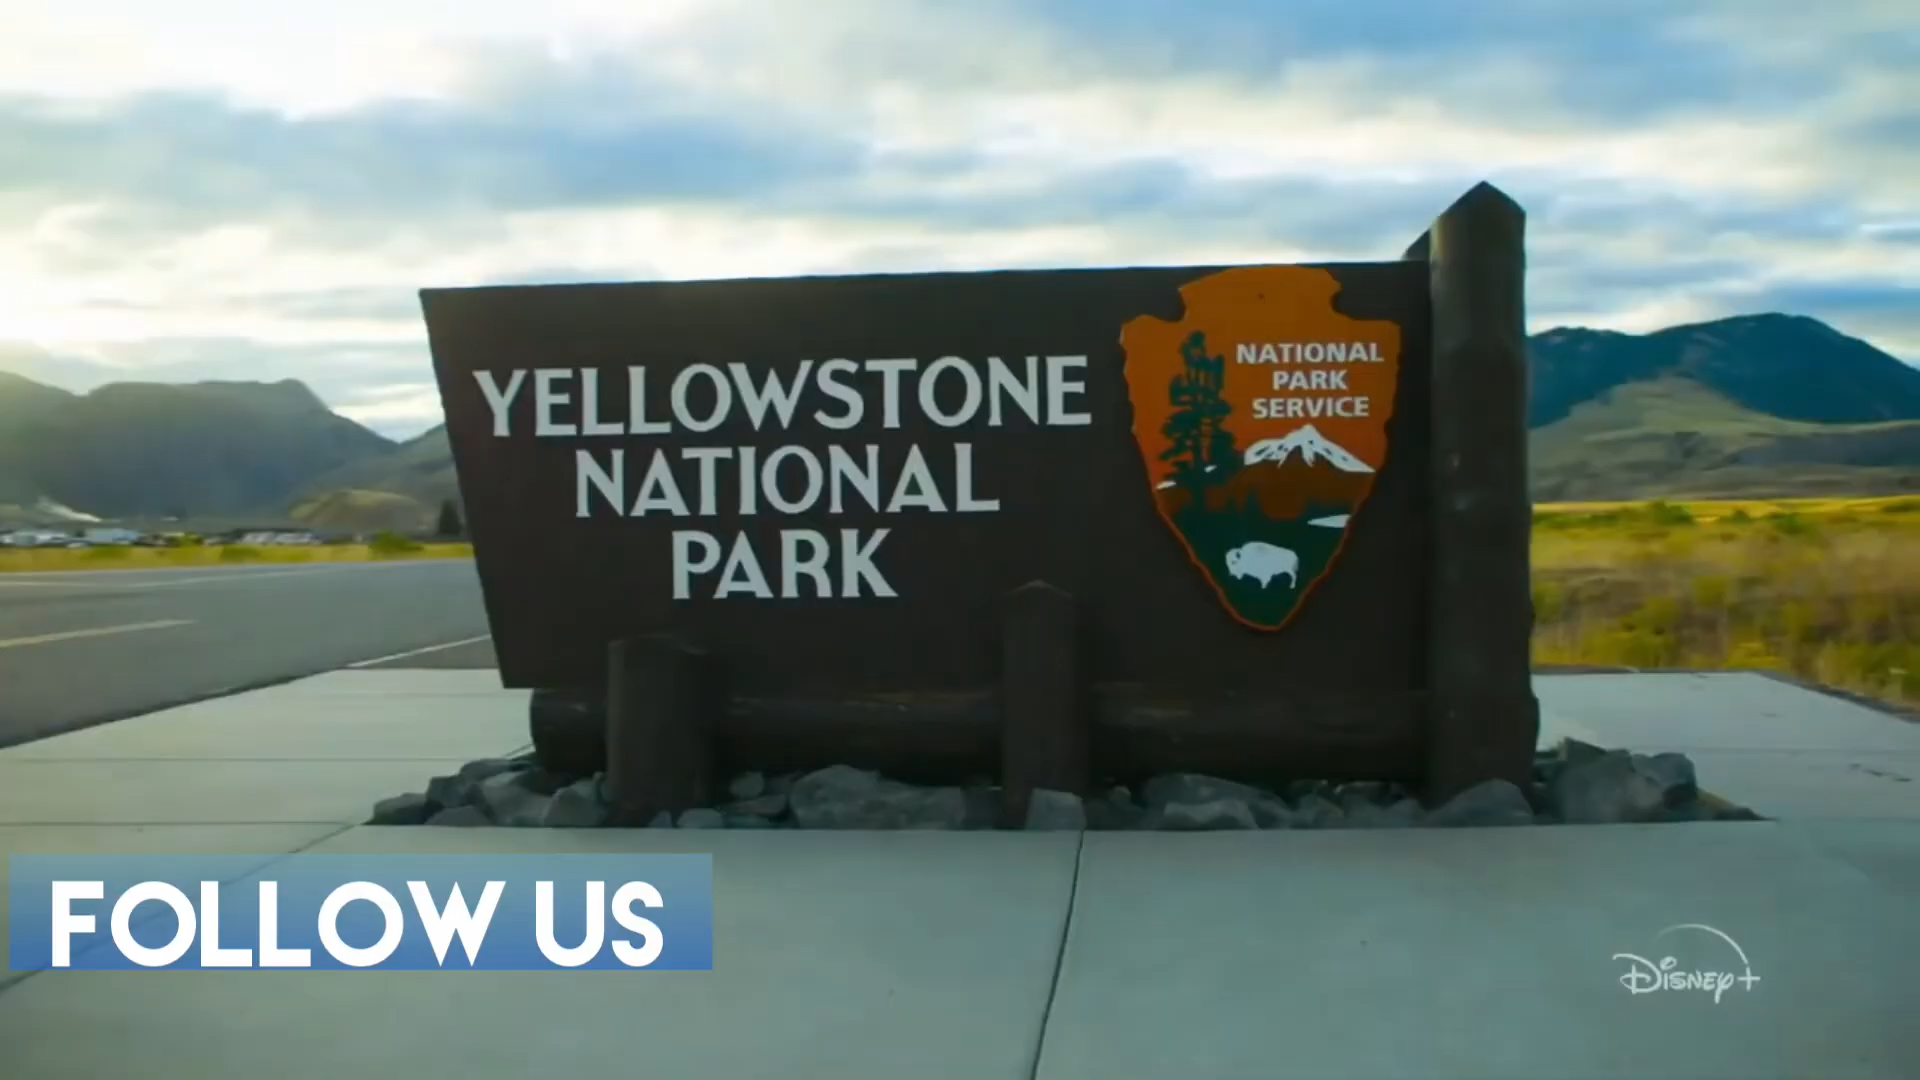 YELLOWSTONE
NATIONAL
PARK
NATIONAL
PARK
SERVICE
FOLLOW US
Disney+